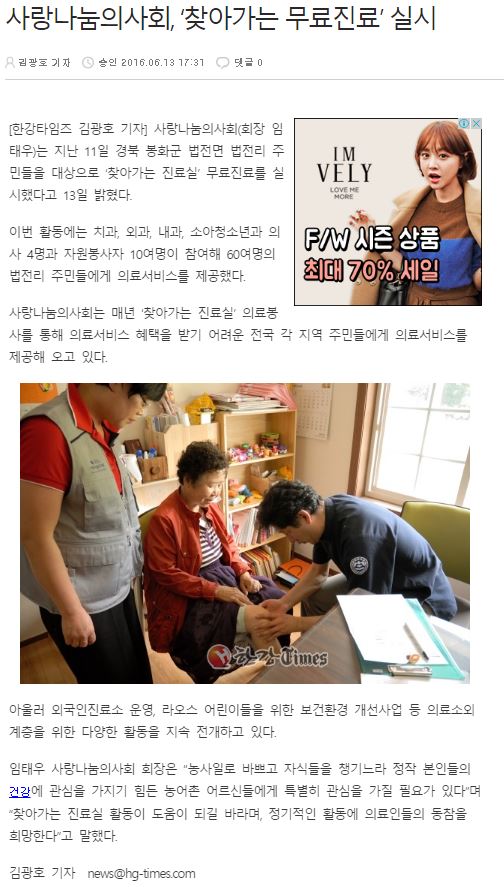 사랑나눔의사회, '찾아가는 무료진료' 실시
김광호 기자 승인 2016.06.13 17:31 댓글 0
[한강타임즈 김광호 기자] 사랑나눔의사회(회장 임
태우)는 지난 11일 경북 봉화군 법전면 법전리 주
민들을 대상으로 '찾아가는 진료실' 무료진료를 실
시했다고 13일 밝혔다.
이번 활동에는 치과, 외과, 내과, 소아청소년과 의
사 4명과 자원봉사자 10여명이 참여해 60여명의
법전리 주민들에게 의료서비스를 제공했다.
사랑나눔의사회는 매년 '찾아가는 진료실' 의료봉
사를 통해 의료서비스 혜택을 받기 어려운 전국 각 지역 주민들에게 의료서비스를
제공해 오고 있다.
IM
VELY
LOVE ME
MORE
F/W 시즌 상품
최대 70% 세일
한강Times
아울러 외국인진료소 운영, 라오스 어린이들을 위한 보건환경 개선사업 등 의료소외
계층을 위한 다양한 활동을 지속 전개하고 있다.
임태우 사랑나눔의사회 회장은 "농사일로 바쁘고 자식들을 챙기느라 정작 본인들의
건강에 관심을 가지기 힘든 농어촌 어르신들에게 특별히 관심을 가질 필요가 있다"며
"찾아가는 진료실 활동이 도움이 되길 바라며, 정기적인 활동에 의료인들의 동참을
희망한다"고 말했다.
김광호 기자 news@hg-times.com